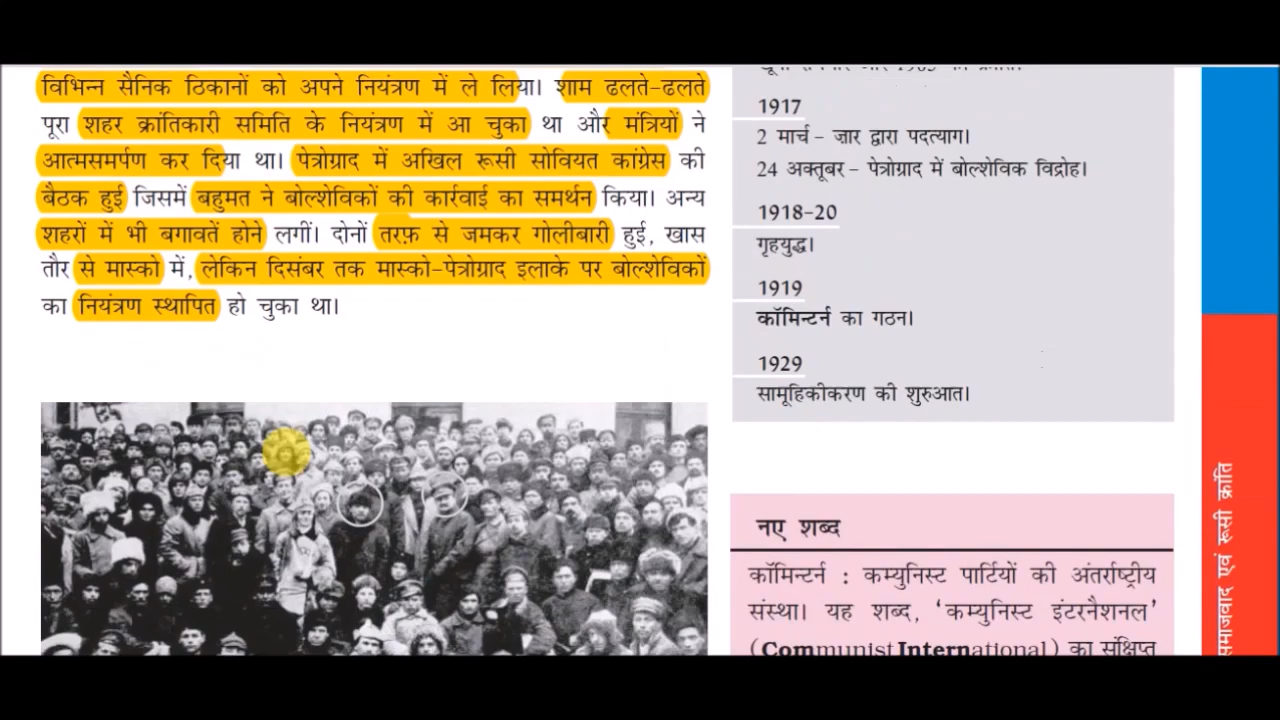 विभिन्न सैनिक ठिकानों को अपने नियंत्रण में ले लिया। शाम ढलते-ढलते
पूरा शहर क्रांतिकारी समिति के नियंत्रण में आ चुका था और मंत्रियों ने
आत्मसमर्पण कर दिया था। पेत्रोग्राद में अखिल रूसी सोवियत कांग्रेस की
बैठक हुई जिसमें बहुमत ने बोल्शेविकों की कार्रवाई का समर्थन किया। अन्य
शहरों में भी बगावतें होने लगीं। दोनों तरफ़ से जमकर गोलीबारी हुई, खास
तौर से मास्को में, लेकिन दिसंबर तक मास्को-पेत्रोग्राद इलाके पर बोल्शेविकों
का नियंत्रण स्थापित हो चुका था।
1917
2 मार्च - ज़ार द्वारा पदत्याग।
24 अक्तूबर - पेत्रोग्राद में बोल्शेविक विद्रोह।
1918-20
गृहयुद्ध।
1919
कॉमिन्टर्न का गठन।
1929
सामूहिकीकरण की शुरुआत।
नए शब्द
कॉमिन्टर्न : कम्युनिस्ट पार्टियों की अंतर्राष्ट्रीय
संस्था। यह शब्द, ‘कम्युनिस्ट इंटरनैशनल’
(Communist International) का संक्षिप्त
समाजवाद एवं रूसी क्रांति